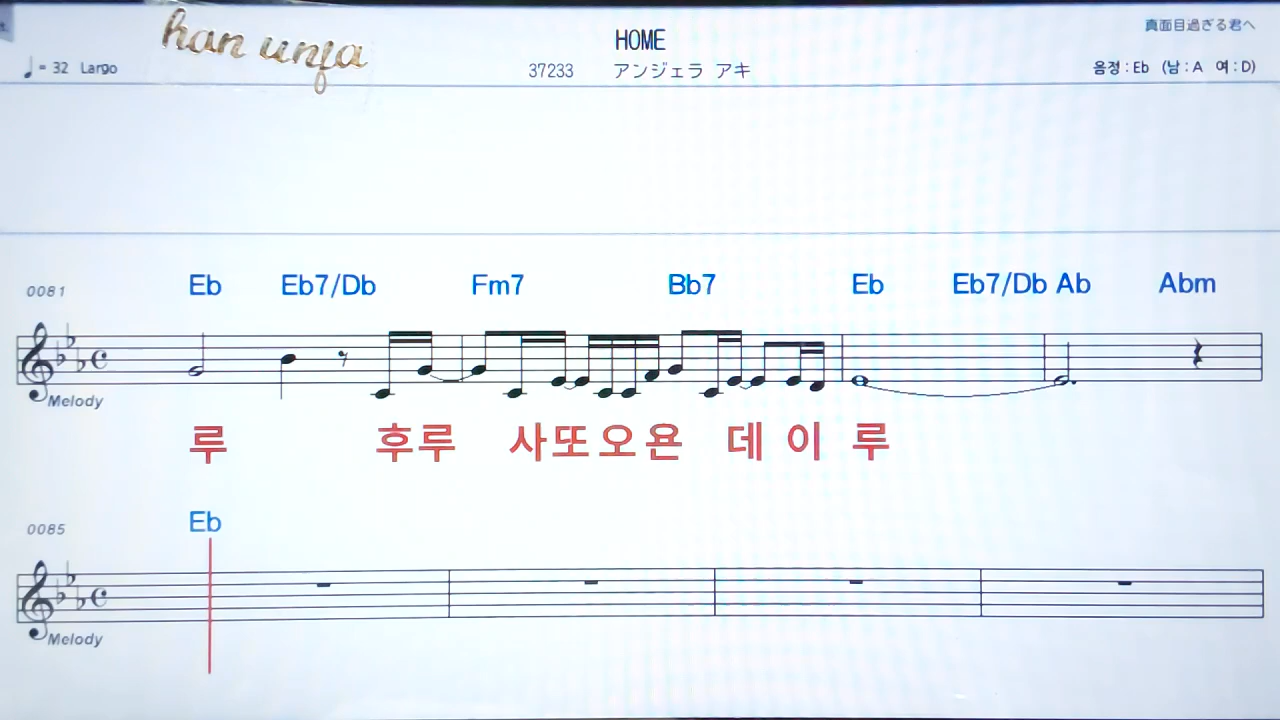 han unja
HOME
真面目過ぎる君へ
♩= 32 Largo
37233 アンジェラ アキ
음정 : Eb (남 : A 여 : D)
0081
Eb Eb7/Db Fm7 Bb7 Eb Eb7/Db Ab Abm
Melody
루 후루 사또오욘 데 이 루
0085
Eb
Melody